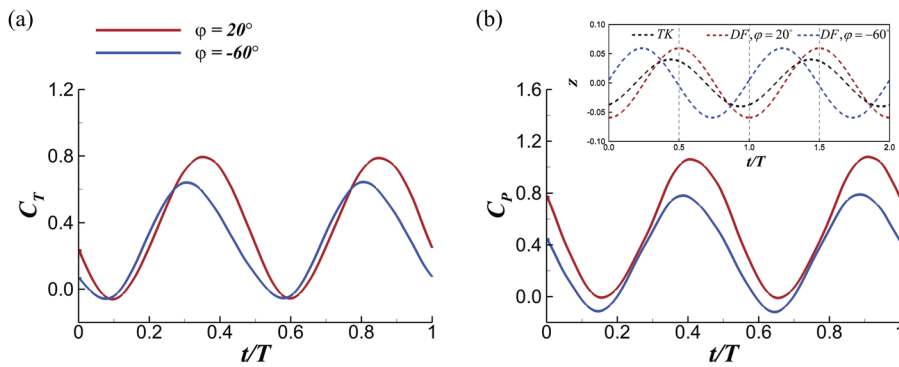 (a)
φ = 20°
φ = -60°
1.2
0.8
0.4
0.0
C_T
0 0.2 0.4 0.6 0.8 1
t/T
(b)
0.10
0.05
0.00
-0.05
-0.10
z
TK DF, φ = 20° DF, φ = −60°
0.0 0.5 1.0 1.5 2.0
t/T
1.6
1.2
0.8
0.4
0.0
C_P
0 0.2 0.4 0.6 0.8 1
t/T